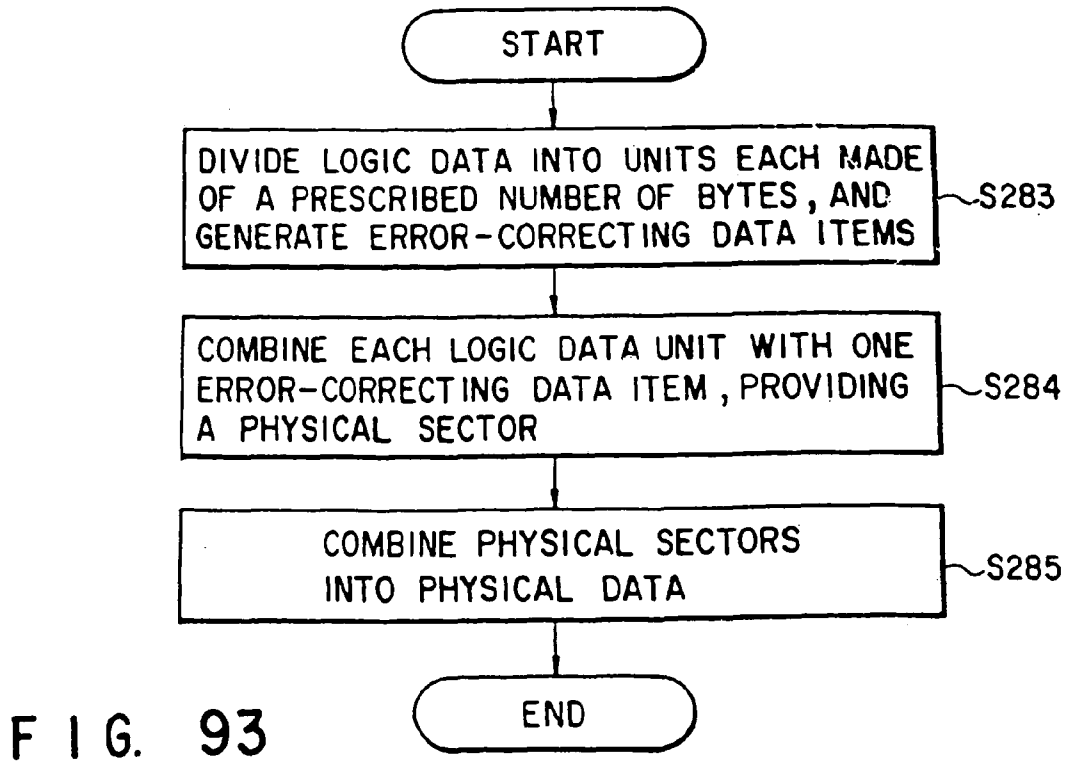 START
DIVIDE LOGIC DATA INTO UNITS EACH MADE
OF A PRESCRIBED NUMBER OF BYTES, AND
GENERATE ERROR-CORRECTING DATA ITEMS
S283
COMBINE EACH LOGIC DATA UNIT WITH ONE
ERROR-CORRECTING DATA ITEM, PROVIDING
A PHYSICAL SECTOR
S284
COMBINE PHYSICAL SECTORS
INTO PHYSICAL DATA
S285
END
FIG. 93